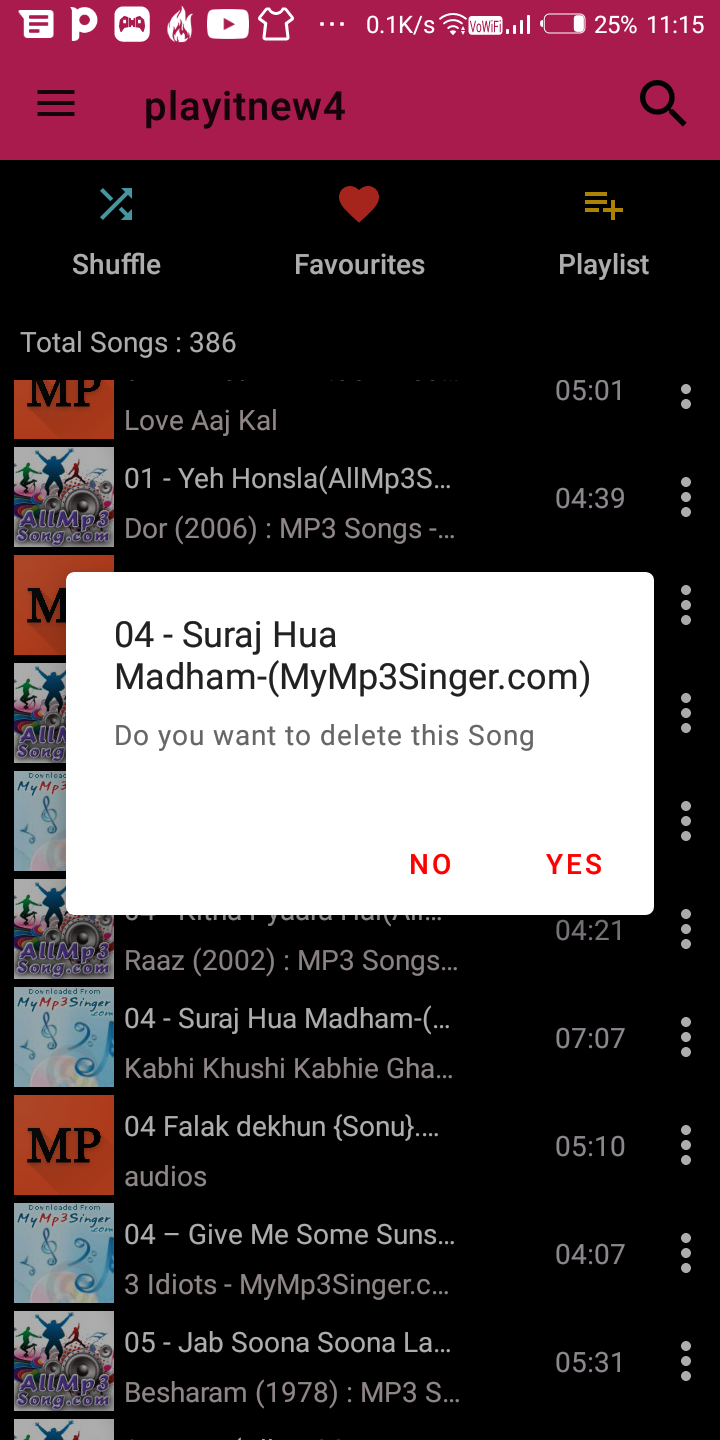 0.1K/s VoWiFi 25% 11:15
playitnew4
Shuffle Favourites Playlist
Total Songs : 386
MP
05:01
Love Aaj Kal
AllMp3
Song.com
01 - Yeh Honsla(AllMp3S...
04:39
Dor (2006) : MP3 Songs -...
04 - Suraj Hua
Madham-(MyMp3Singer.com)
Do you want to delete this Song
NO YES
04:21
AllMp3
Song.com
Raaz (2002) : MP3 Songs...
Downloaded From
MyMp3Singer
.com
04 - Suraj Hua Madham-(...
07:07
Kabhi Khushi Kabhie Gha...
MP
04 Falak dekhun {Sonu}....
05:10
audios
Downloaded From
MyMp3Singer
.com
04 – Give Me Some Suns...
04:07
3 Idiots - MyMp3Singer.c...
AllMp3
Song.com
05 - Jab Soona Soona La...
05:31
Besharam (1978) : MP3 S...